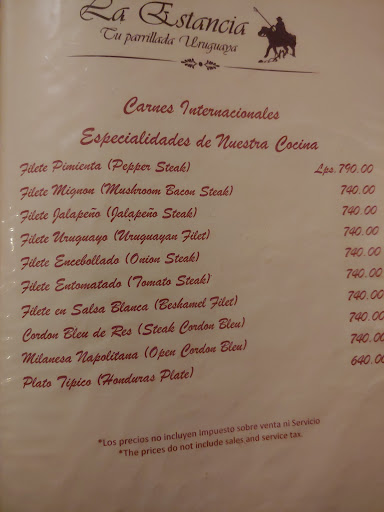 La Estancia
Tu parrillada Uruguaya
Carnes Internacionales
Especialidades de Nuestra Cocina
Filete Pimienta (Pepper Steak) Lps.790.00
Filete Mignon (Mushroom Bacon Steak) 740.00
Filete Jalapeño (Jalapeño Steak) 740.00
Filete Uruguayo (Uruguayan Filet) 740.00
Filete Encebollado (Onion Steak) 740.00
Filete Entomatado (Tomato Steak) 740.00
Filete en Salsa Blanca (Beshamel Filet) 740.00
Cordon Bleu de Res (Steak Cordon Bleu) 740.00
Milanesa Napolitana (Open Cordon Bleu) 740.00
Plato Tipico (Honduras Plate) 640.00
*Los precios no incluyen impuesto sobre venta ni Servicio
*The prices do not include sales and service tax.